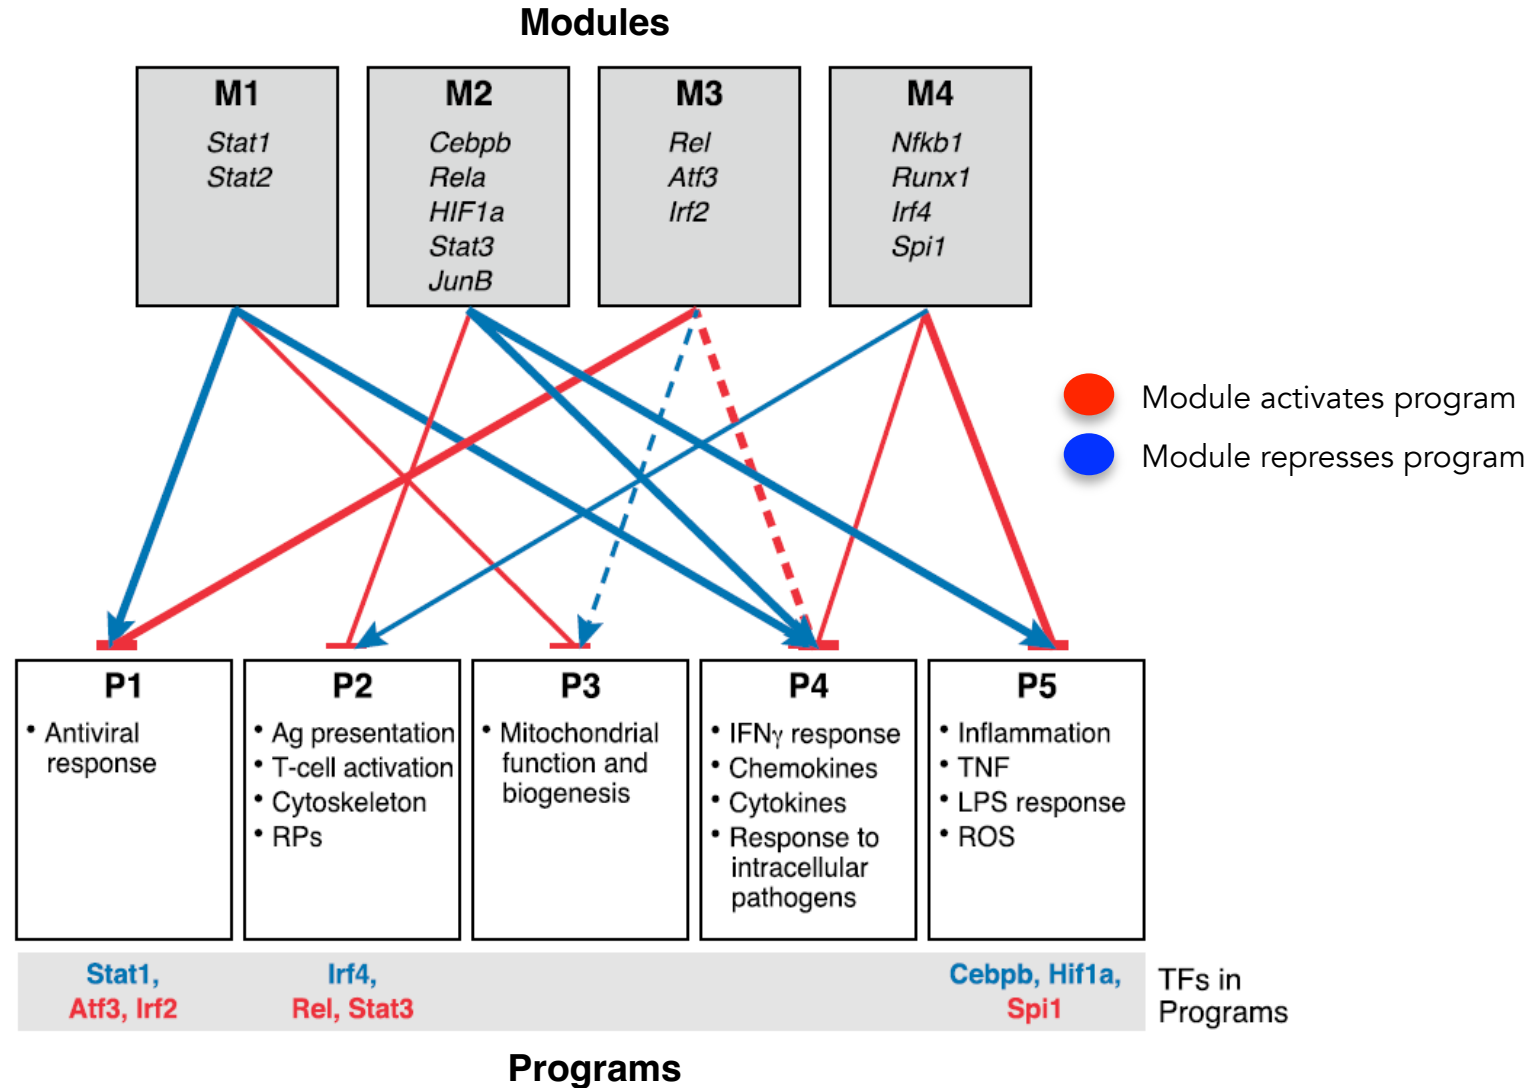 Modules
M1
Stat1
Stat2
M2
Cebpb
Rela
HIF1a
Stat3
JunB
M3
Rel
Atf3
Irf2
M4
Nfkb1
Runx1
Irf4
Spi1
Module activates program
Module represses program
P1
• Antiviral
response
P2
• Ag presentation
• T-cell activation
• Cytoskeleton
• RPs
P3
• Mitochondrial
function and
biogenesis
P4
• IFNγ response
• Chemokines
• Cytokines
• Response to
intracellular
pathogens
P5
• Inflammation
• TNF
• LPS response
• ROS
Stat1,
Atf3, Irf2
Irf4,
Rel, Stat3
Cebpb, Hif1a,
Spi1
TFs in
Programs
Programs